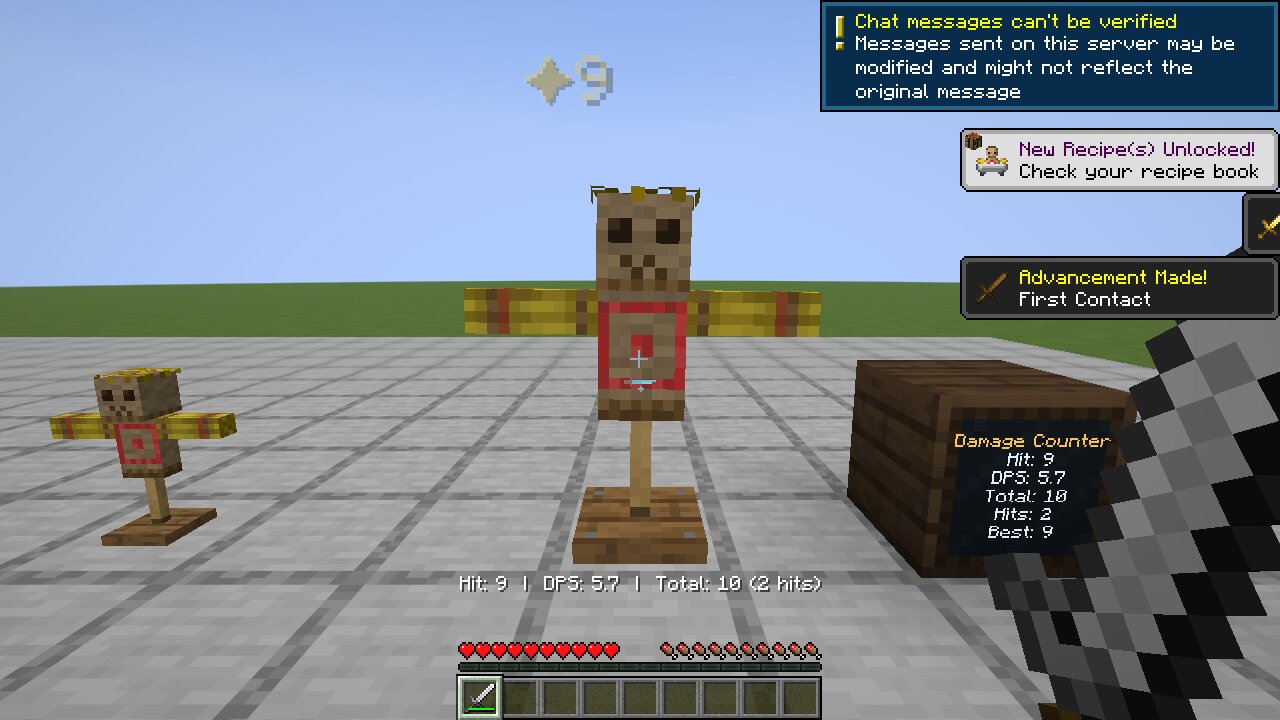 Chat messages can't be verified
Messages sent on this server may be
modified and might not reflect the
original message
9
New Recipe(s) Unlocked!
Check your recipe book
Advancement Made!
First Contact
Damage Counter
Hit: 9
DPS: 5.7
Total: 10
Hits: 2
Best: 9
Hit: 9 | DPS: 5.7 | Total: 10 (2 hits)